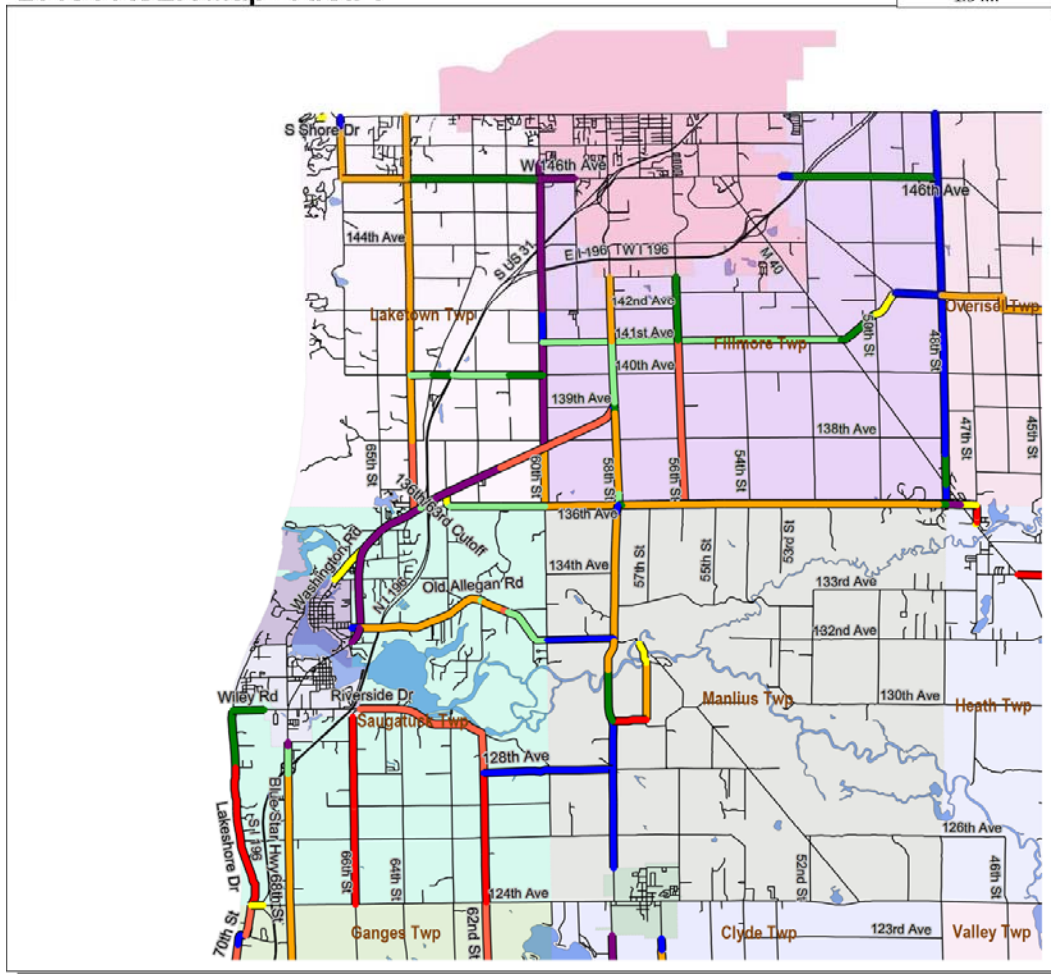 S Shore Dr
W 146th Ave
146th Ave
144th Ave
S US 31
E I-196 TW I 196
M 40
142nd Ave
Laketown Twp
Overisel Twp
141st Ave
Fillmore Twp
50th St
48th St
140th Ave
139th Ave
138th Ave
47th St
45th St
65th St
60th St
58th St
56th St
54th St
136th/63rd Cutoff
136th Ave
Washington Rd
134th Ave
57th St
55th St
53rd St
N I 196
Old Allegan Rd
133rd Ave
132nd Ave
Wiley Rd
Riverside Dr
Saugatuck Twp
Manlius Twp
130th Ave
Heath Twp
128th Ave
Lakeshore Dr
S I 196
Blue Star Hwy
68th St
126th Ave
66th St
64th St
62nd St
52nd St
46th St
124th Ave
70th St
Ganges Twp
Clyde Twp
123rd Ave
Valley Twp